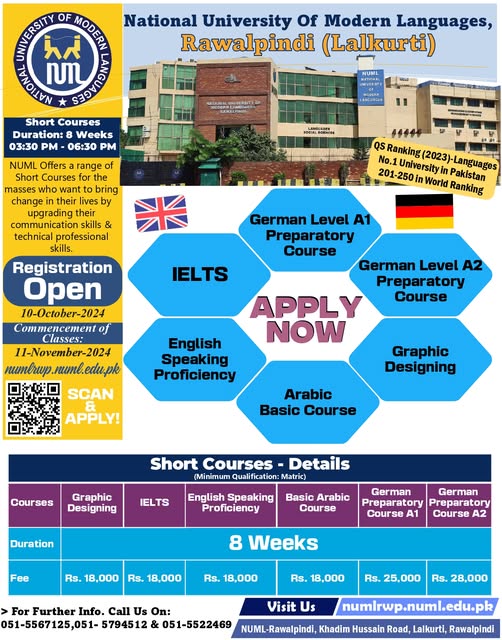 National University Of Modern Languages,
Rawalpindi (Lalkurti)
NATIONAL UNIVERSITY OF MODERN LANGUAGES
NUML
Short Courses
Duration: 8 Weeks
03:30 PM - 06:30 PM
NUML Offers a range of
Short Courses for the
masses who want to bring
change in their lives by
upgrading their
communication skills &
technical professional
skills.
Registration
Open
10-October-2024
Commencement of
Classes:
11-November-2024
numlrwp.numl.edu.pk
SCAN
&
APPLY!
NUML
NATIONAL
UNIVERSITY
OF
MODERN
LANGUAGES
LANGUAGES
SOCIAL SCIENCES
QS Ranking (2023)-Languages
No.1 University in Pakistan
201-250 in World Ranking
German Level A1
Preparatory
Course
IELTS
German Level A2
Preparatory
Course
APPLY
NOW
English
Speaking
Proficiency
Graphic
Designing
Arabic
Basic Course
Short Courses - Details
(Minimum Qualification: Matric)
Courses Graphic Designing IELTS English Speaking Proficiency Basic Arabic Course German Preparatory Course A1 German Preparatory Course A2
Duration 8 Weeks
Fee Rs. 18,000 Rs. 18,000 Rs. 18,000 Rs. 18,000 Rs. 25,000 Rs. 28,000
> For Further Info. Call Us On:
051-5567125,051- 5794512 & 051-5522469
Visit Us numlrwp.numl.edu.pk
NUML-Rawalpindi, Khadim Hussain Road, Lalkurti, Rawalpindi